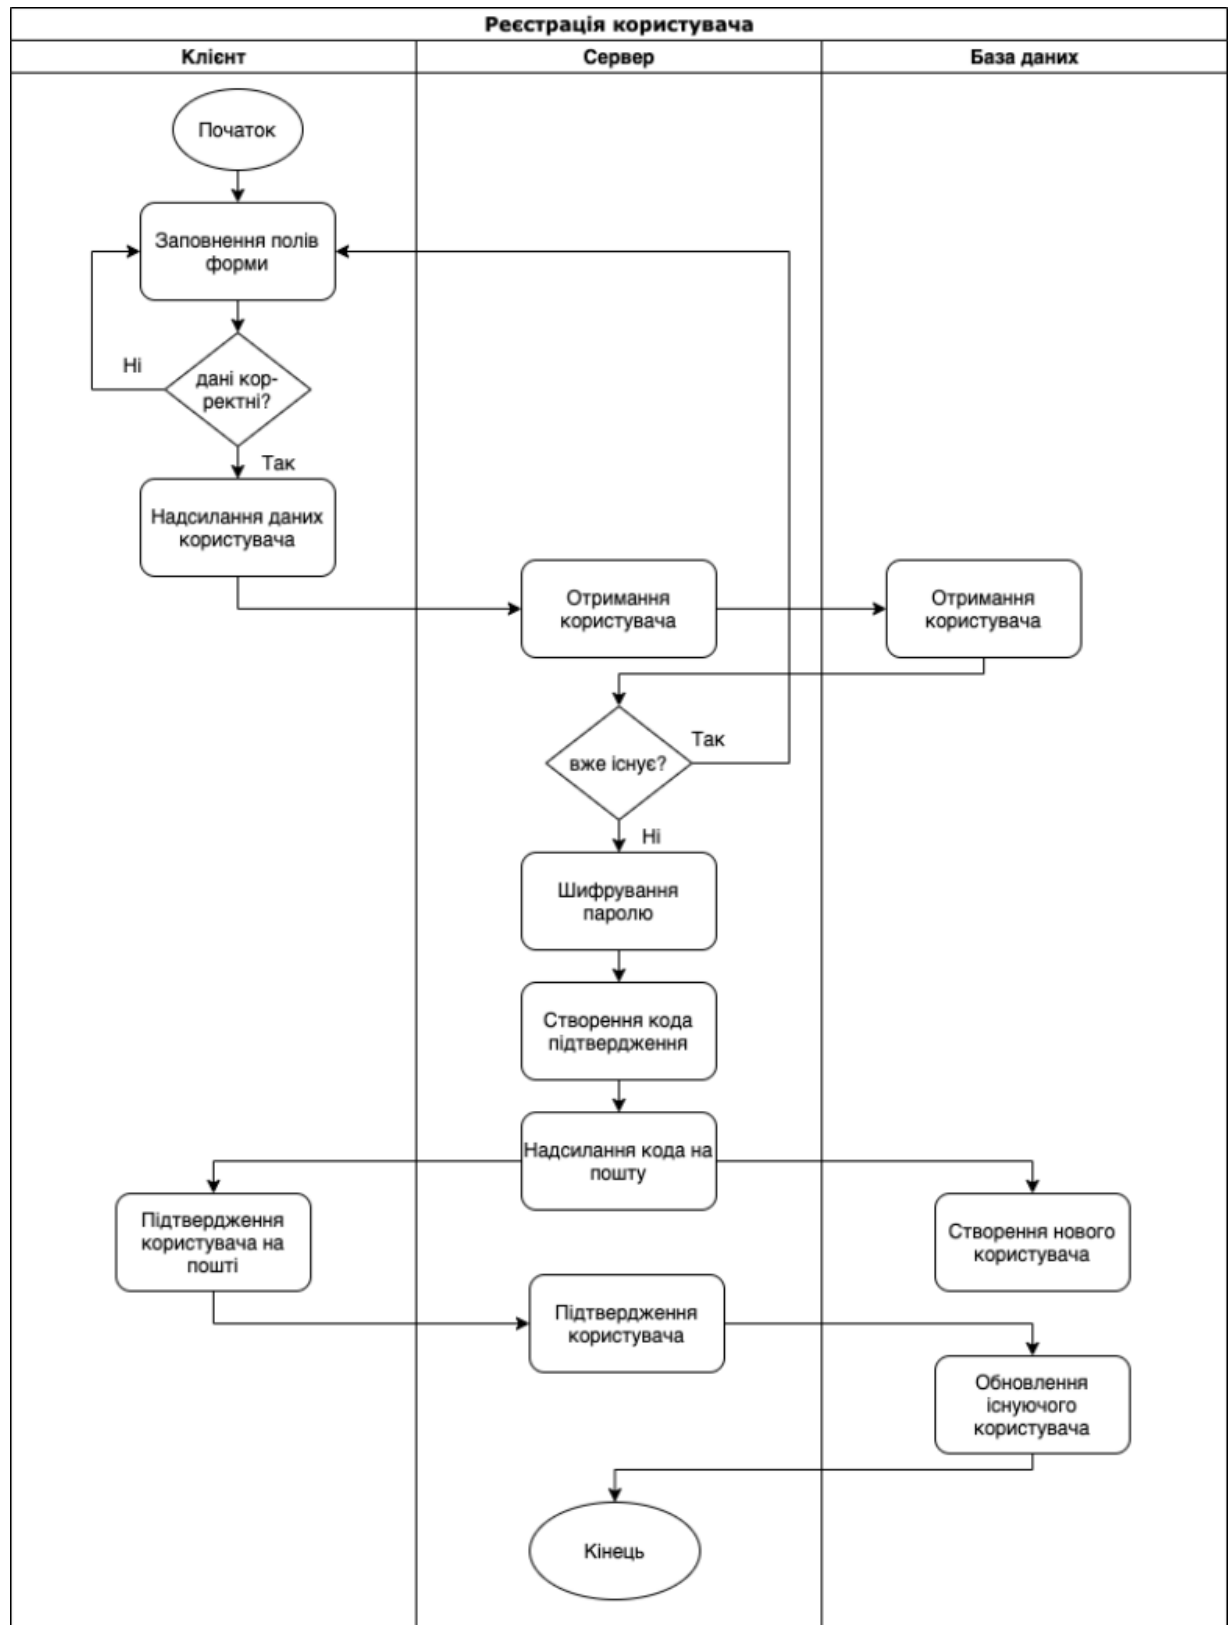 Реєстрація користувача
Клієнт
Сервер
База даних
Початок
Заповнення полів
форми
Ні
дані кор-
ректні?
Так
Надсилання даних
користувача
Отримання
користувача
Отримання
користувача
вже існує?
Так
Ні
Шифрування
паролю
Створення кода
підтвердження
Надсилання кода на
пошту
Підтвердження
користувача на
пошті
Створення нового
користувача
Підтвердження
користувача
Обновлення
існуючого
користувача
Кінець